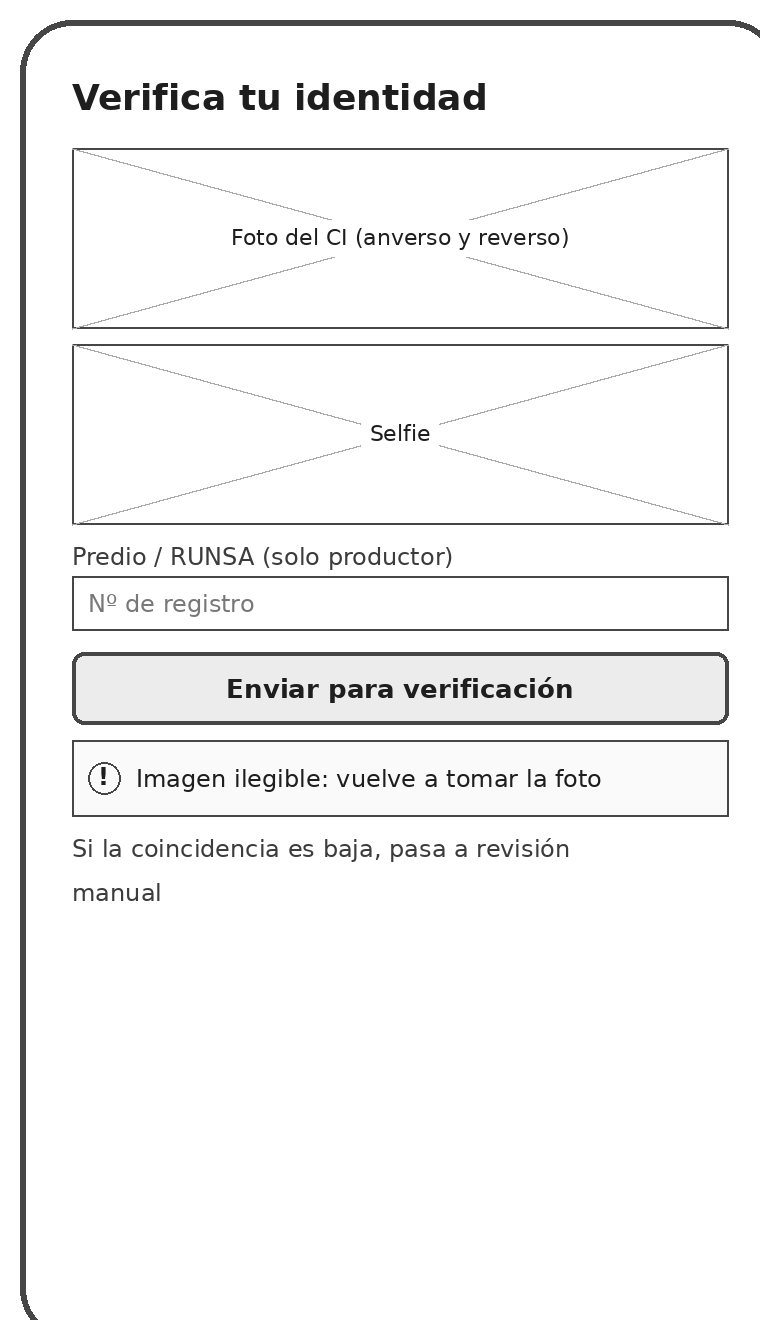 Verifica tu identidad
Foto del CI (anverso y reverso)
Selfie
Predio / RUNSA (solo productor)
Nº de registro
Enviar para verificación
! Imagen ilegible: vuelve a tomar la foto
Si la coincidencia es baja, pasa a revisión
manual